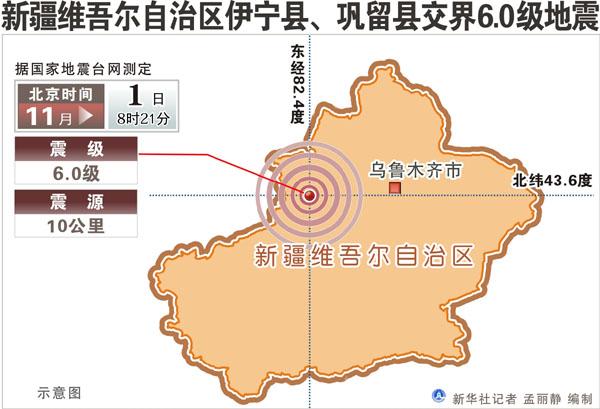 新疆维吾尔自治区伊宁县、巩留县交界6.0级地震
据国家地震台网测定
北京时间
11月
1日
8时21分
震级
6.0级
震源
10公里
东经82.4度
乌鲁木齐市
北纬43.6度
新疆维吾尔自治区
示意图
新华社记者 孟丽静 编制